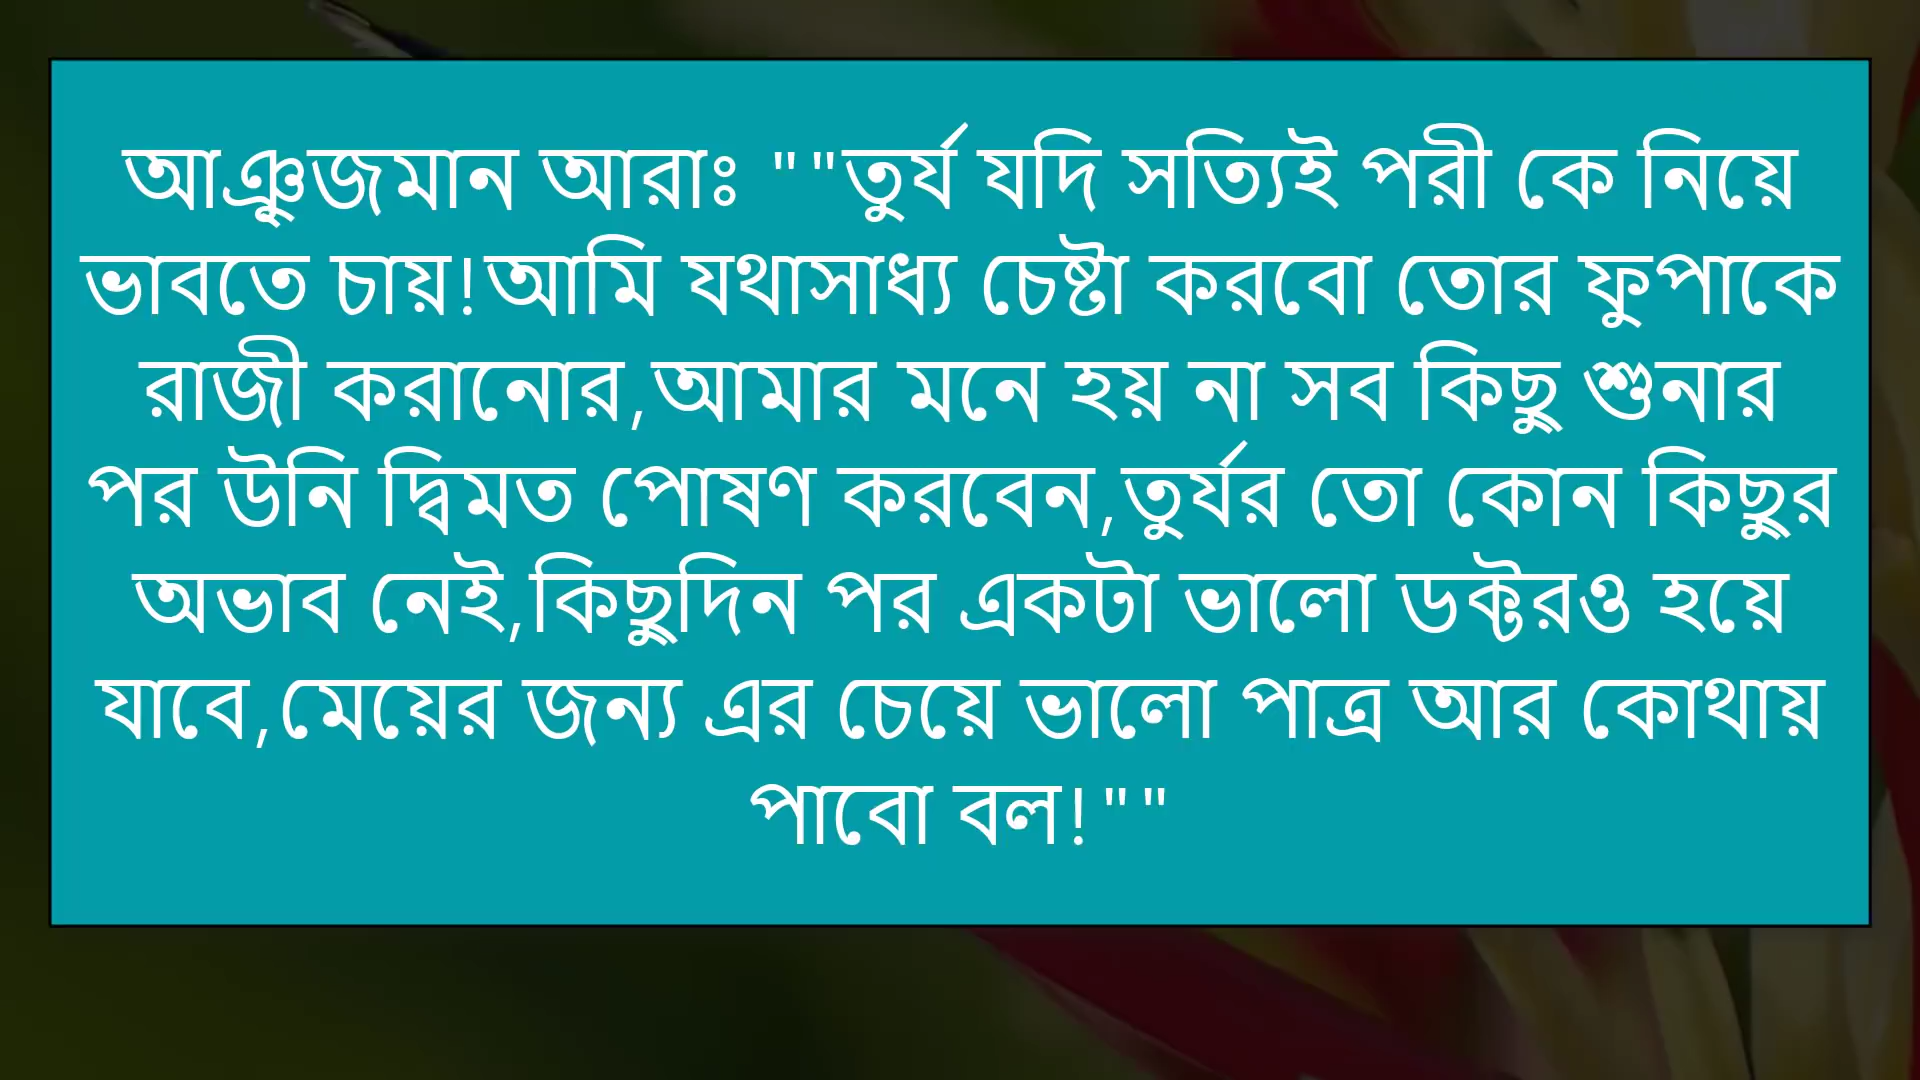 আঞ্জুজমান আরাঃ ""তুর্য যদি সত্যিই পরী কে নিয়ে
ভাবতে চায়!আমি যথাসাধ্য চেষ্টা করবো তোর ফুপাকে
রাজী করানোর,আমার মনে হয় না সব কিছু শুনার
পর উনি দ্বিমত পোষণ করবেন,তুর্যর তো কোন কিছুর
অভাব নেই,কিছুদিন পর একটা ভালো ডক্টরও হয়ে
যাবে,মেয়ের জন্য এর চেয়ে ভালো পাত্র আর কোথায়
পাবো বল!""